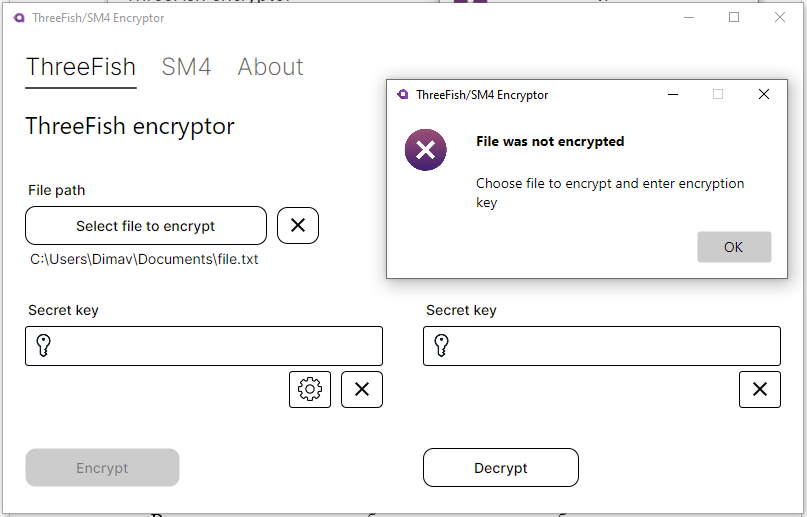 ThreeFish/SM4 Encryptor
ThreeFish SM4 About
ThreeFish encryptor
File path
Select file to encrypt
C:\Users\Dimav\Documents\file.txt
ThreeFish/SM4 Encryptor
File was not encrypted
Choose file to encrypt and enter encryption
key
OK
Secret key
Secret key
Encrypt
Decrypt